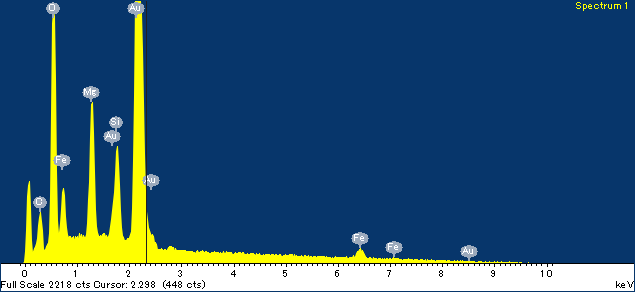 Spectrum 1
O Au
Mg
Si
Au
Fe
Au
Fe
Fe
Au
0 1 2 3 4 5 6 7 8 9 10
Full Scale 2218 cts Cursor: 2.298 (448 cts) keV